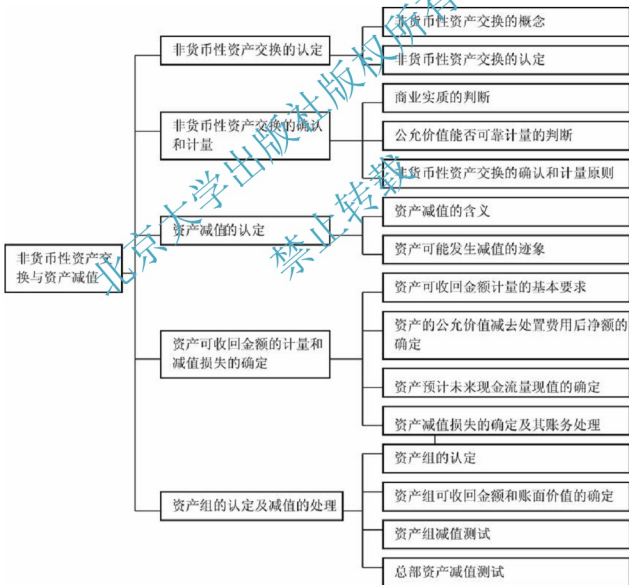 非货币性资产交换与资产减值
非货币性资产交换的认定
非货币性资产交换的概念
非货币性资产交换的认定
非货币性资产交换的确认
和计量
商业实质的判断
公允价值能否可靠计量的判断
非货币性资产交换的确认和计量原则
资产减值的认定
资产减值的含义
资产可能发生减值的迹象
资产可收回金额的计量和
减值损失的确定
资产可收回金额计量的基本要求
资产的公允价值减去处置费用后净额的
确定
资产预计未来现金流量现值的确定
资产减值损失的确定及其账务处理
资产组的认定及减值的处理
资产组的认定
资产组可收回金额和账面价值的确定
资产组减值测试
总部资产减值测试
北京大学出版社版权所有
禁止转载